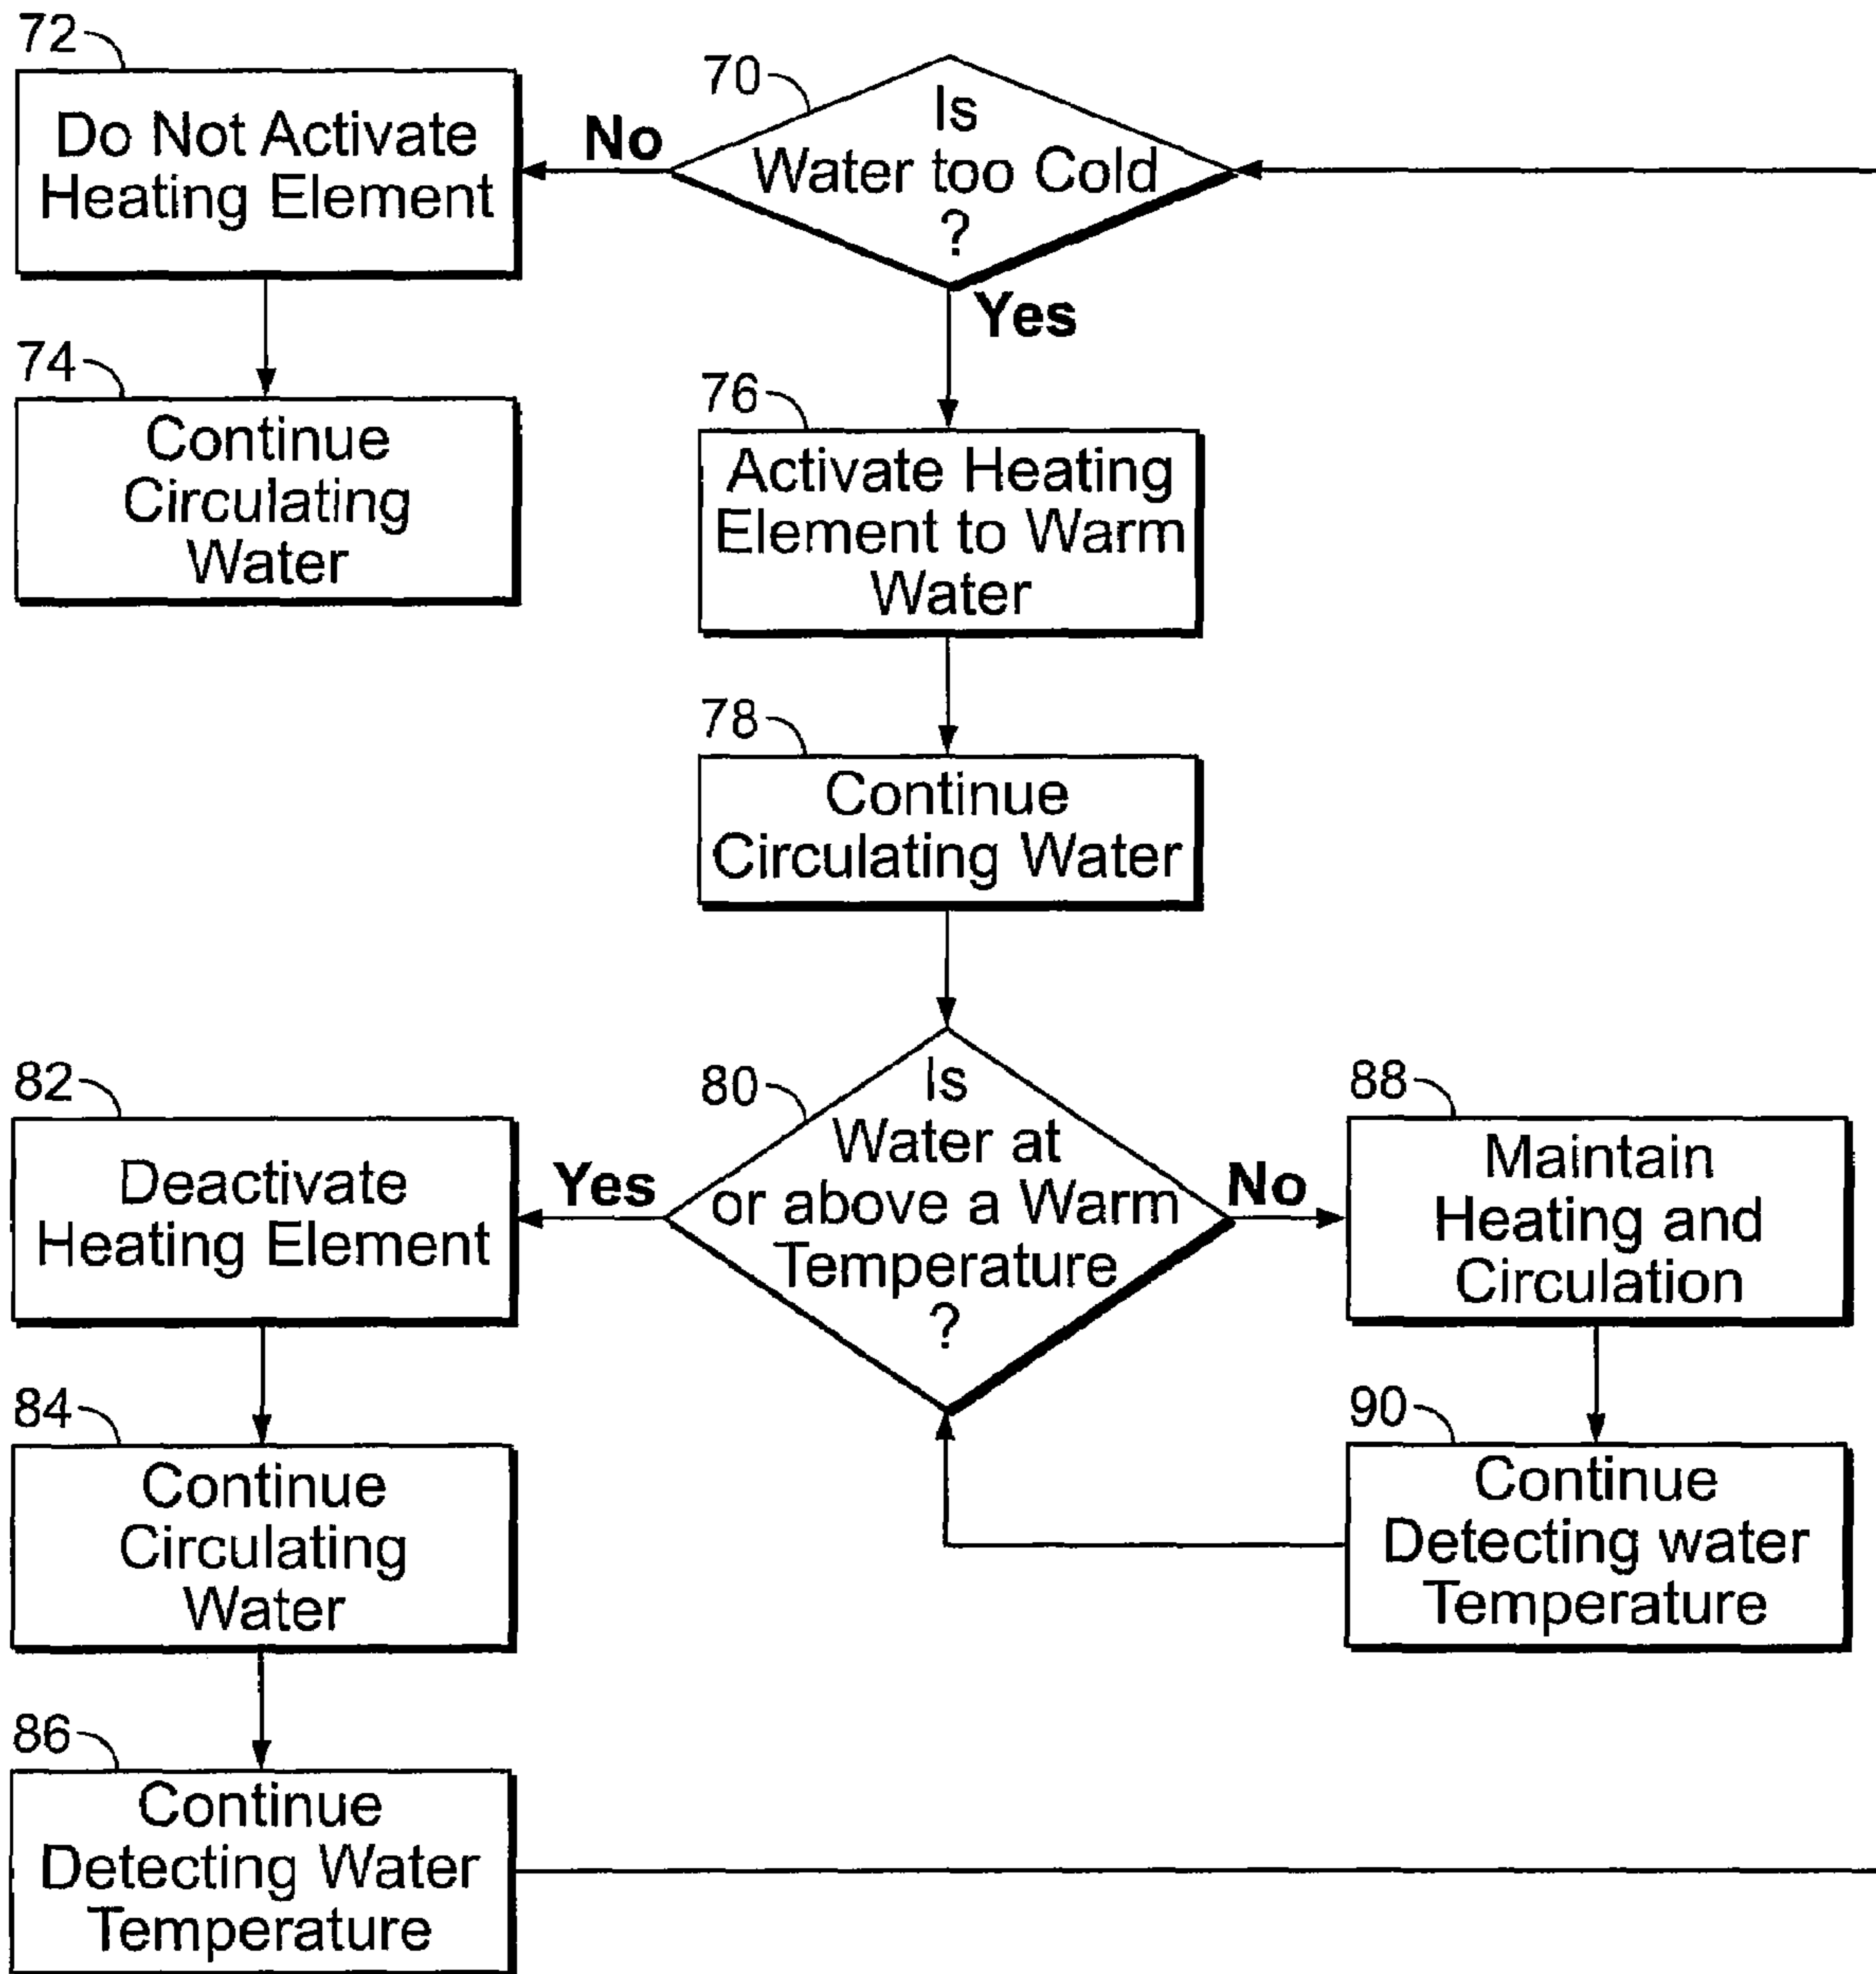 72
Do Not Activate
Heating Element
No
70
Is
Water too Cold
?
Yes
74
Continue
Circulating
Water
76
Activate Heating
Element to Warm
Water
78
Continue
Circulating Water
80
Is
Water at
or above a Warm
Temperature
?
Yes
No
82
Deactivate
Heating Element
88
Maintain
Heating and
Circulation
84
Continue
Circulating
Water
90
Continue
Detecting water
Temperature
86
Continue
Detecting Water
Temperature